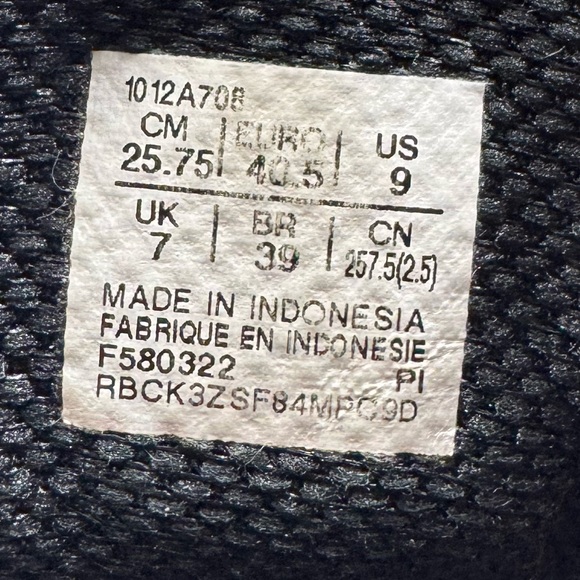 1012A708
CM | EURO | US
25.75 | 40.5 | 9
UK | BR | CN
7 | 39 | 257.5(2.5)
MADE IN INDONESIA
FABRIQUE EN INDONESIE
F580322 PI